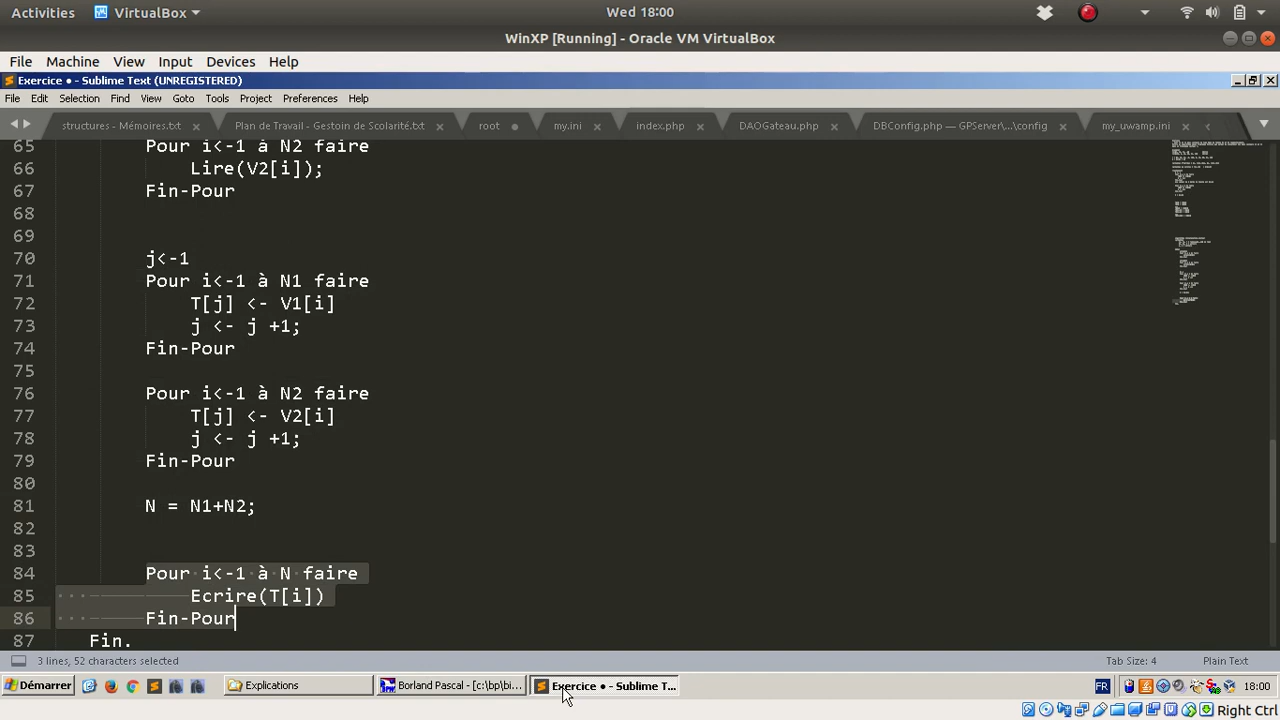 Activities VirtualBox Wed 18:00
WinXP [Running] - Oracle VM VirtualBox
File Machine View Input Devices Help
Exercice • - Sublime Text (UNREGISTERED)
File Edit Selection Find View Goto Tools Project Preferences Help
structures - Mémoires.txt Plan de Travail - Gestoin de Scolarité.txt root my.ini index.php DAOGateau.php DBConfig.php — GPServer\...\config my_uwamp.ini
65 Pour i<-1 à N2 faire
66 Lire(V2[i]);
67 Fin-Pour
68
69
70 j<-1
71 Pour i<-1 à N1 faire
72 T[j] <- V1[i]
73 j <- j +1;
74 Fin-Pour
75
76 Pour i<-1 à N2 faire
77 T[j] <- V2[i]
78 j <- j +1;
79 Fin-Pour
80
81 N = N1+N2;
82
83
84 Pour i<-1 à N faire
85 Ecrire(T[i])
86 Fin-Pour
87 Fin.
3 lines, 52 characters selected Tab Size: 4 Plain Text
Démarrer Explications Borland Pascal - [c:\bp\bi... Exercice • - Sublime T... FR 18:00
Right Ctrl